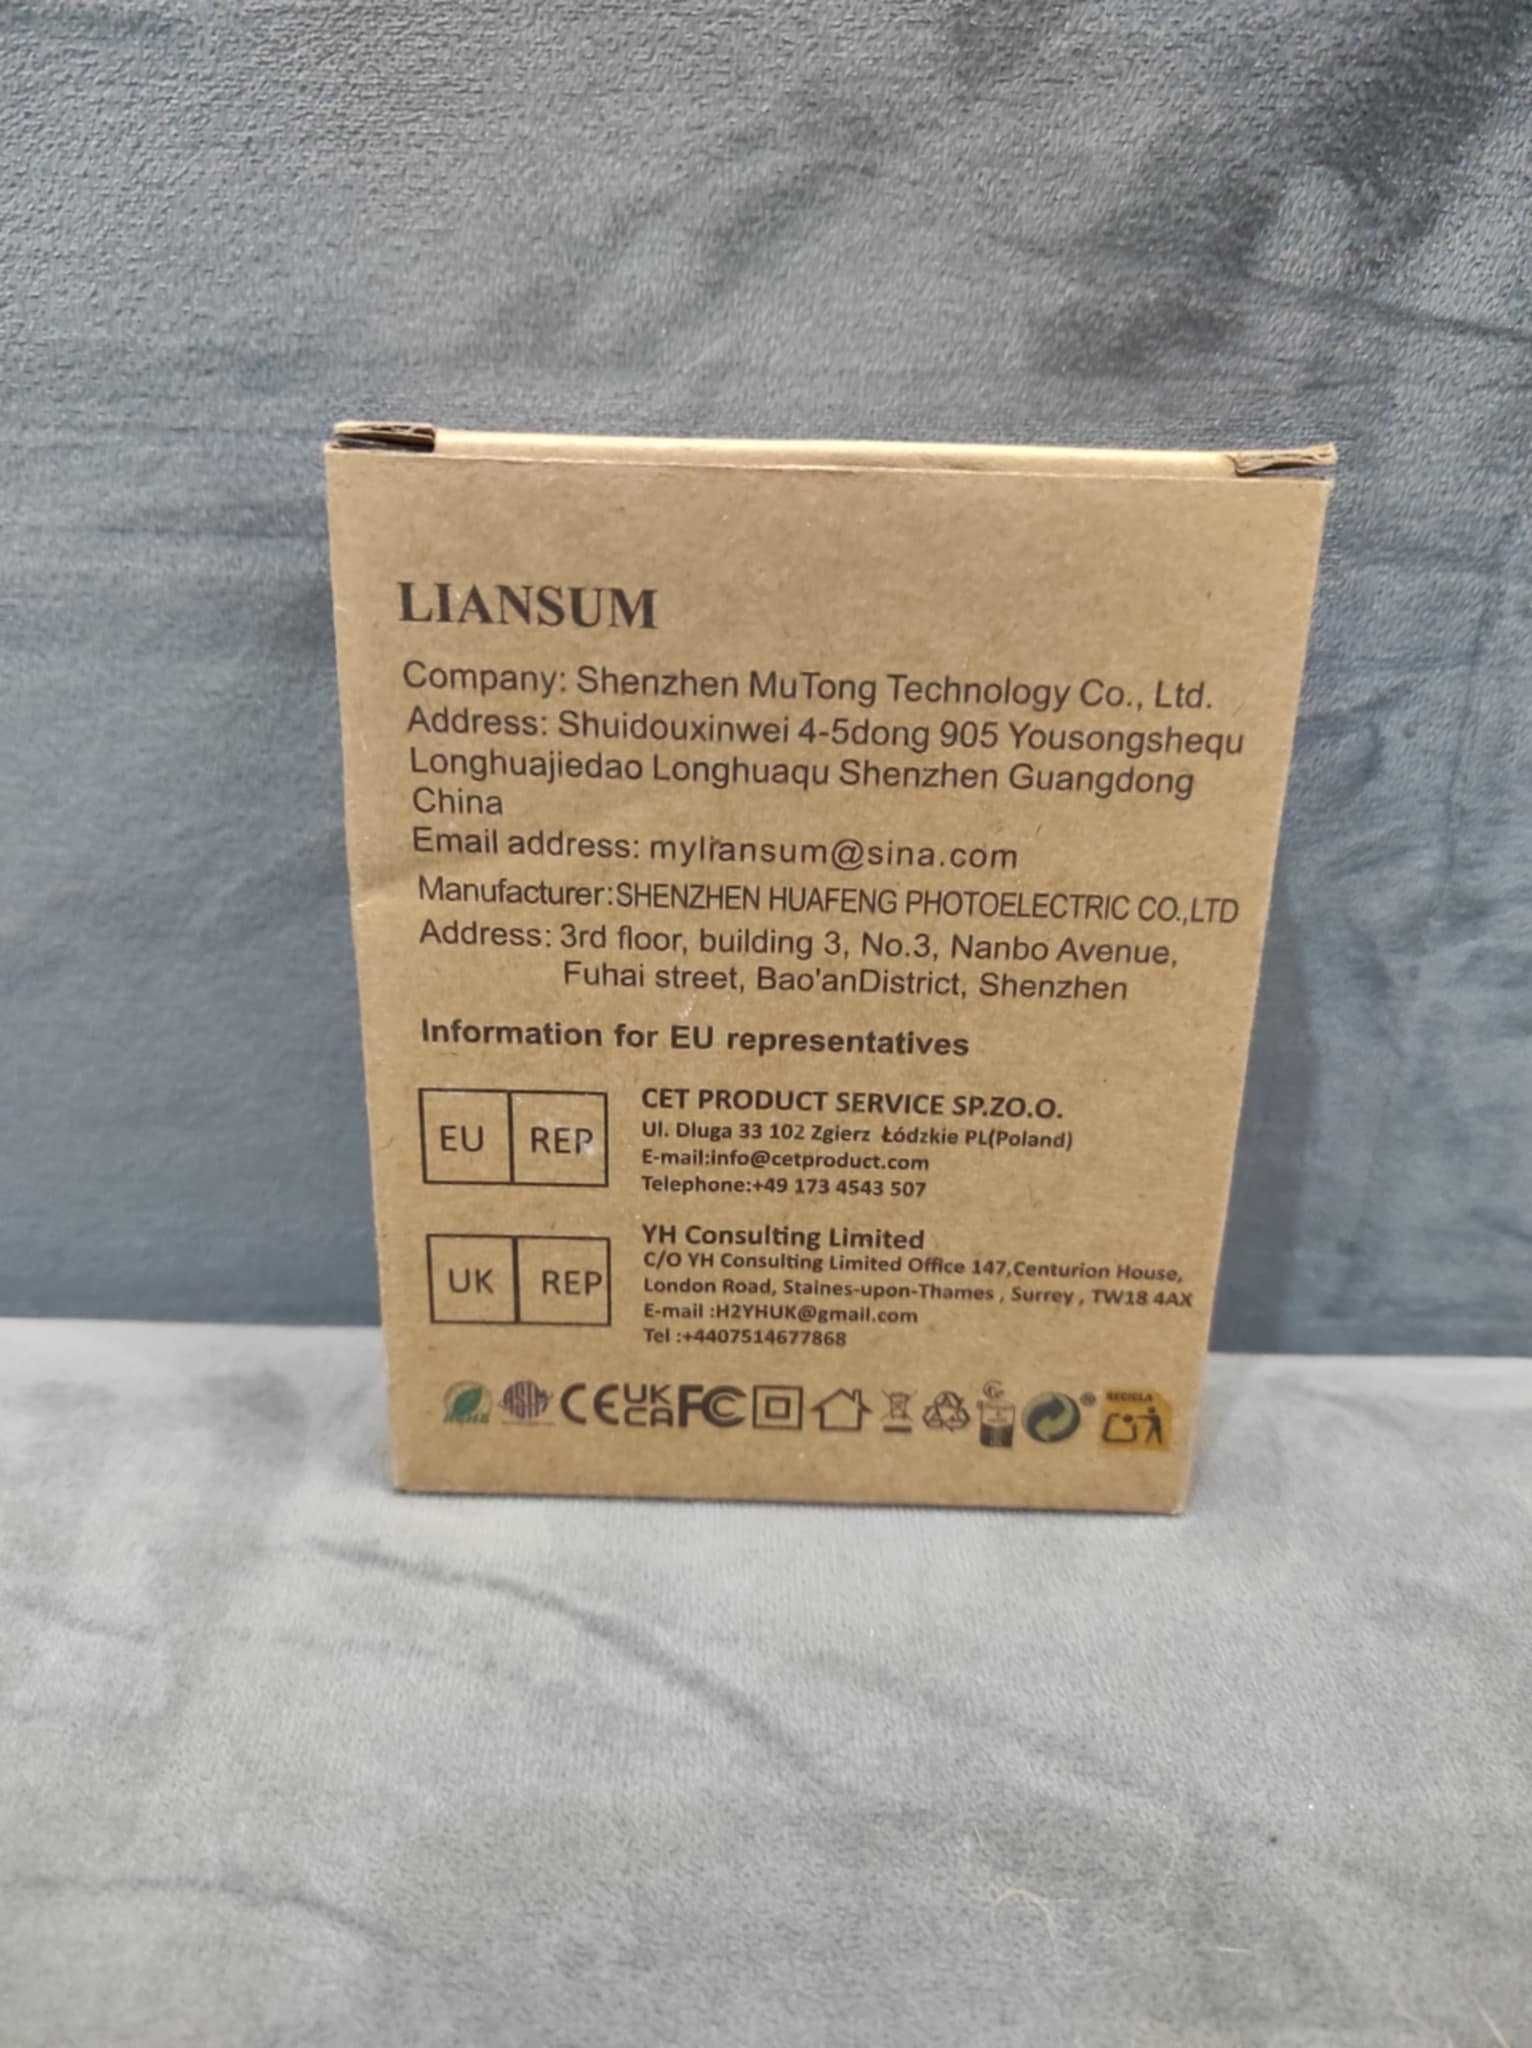 LIANSUM
Company: Shenzhen MuTong Technology Co., Ltd.
Address: Shuidouxinwei 4-5dong 905 Yousongshequ
Longhuajiedao Longhuaqu Shenzhen Guangdong
China
Email address: myliansum@sina.com
Manufacturer:SHENZHEN HUAFENG PHOTOELECTRIC CO.,LTD
Address: 3rd floor, building 3, No.3, Nanbo Avenue,
Fuhai street, Bao'anDistrict, Shenzhen
Information for EU representatives
EU REP
CET PRODUCT SERVICE SP.ZO.O.
Ul. Dluga 33 102 Zgierz Łódzkie PL(Poland)
E-mail:info@cetproduct.com
Telephone:+49 173 4543 507
UK REP
YH Consulting Limited
C/O YH Consulting Limited Office 147,Centurion House,
London Road, Staines-upon-Thames , Surrey , TW18 4AX
E-mail :H2YHUK@gmail.com
Tel :+4407514677868
ASTM CE UK CA FC ® RECICLA